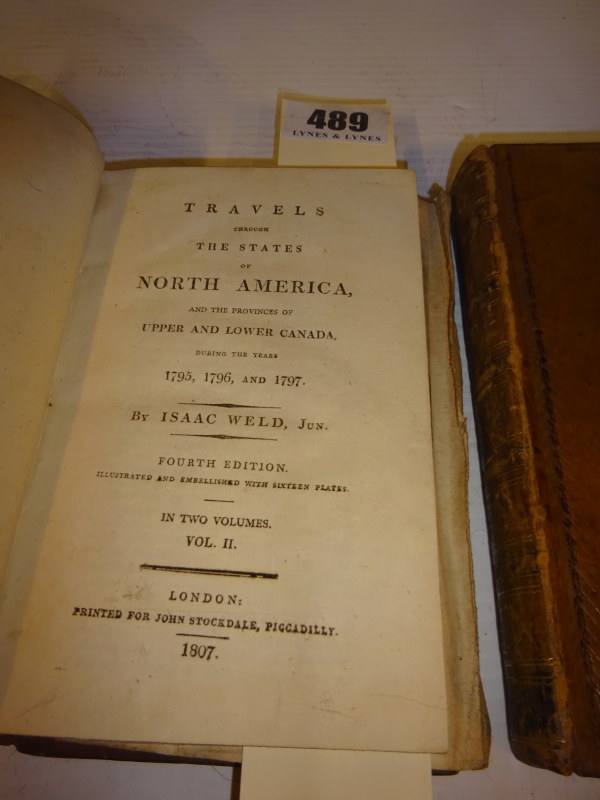 489
LYNES & LYNES
TRAVELS
THROUGH
THE STATES
OF
NORTH AMERICA,
AND THE PROVINCES OF
UPPER AND LOWER CANADA,
DURING THE YEARS
1795, 1796, AND 1797.
BY ISAAC WELD, JUN.
FOURTH EDITION.
ILLUSTRATED AND EMBELLISHED WITH SIXTEEN PLATES.
IN TWO VOLUMES.
VOL. II.
LONDON:
PRINTED FOR JOHN STOCKDALE, PICCADILLY.
1807.